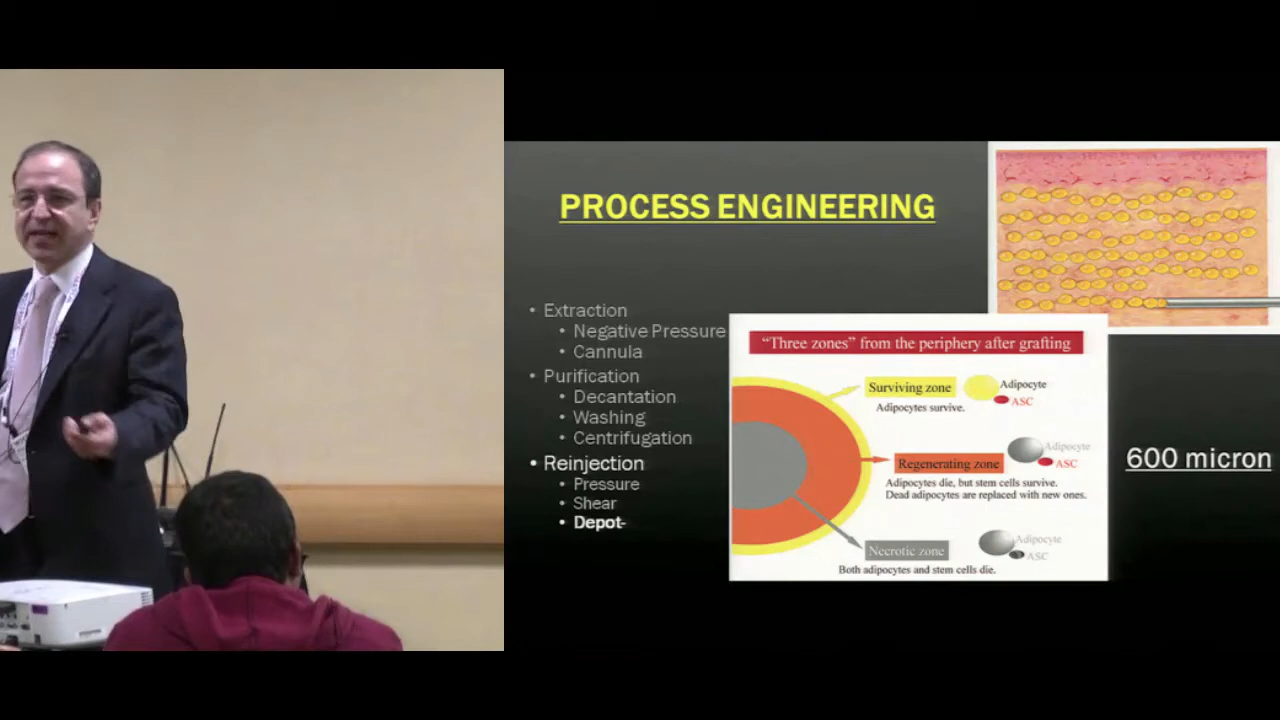 PROCESS ENGINEERING
• Extraction
• Negative Pressure
• Cannula
• Purification
• Decantation
• Washing
• Centrifugation
• Reinjection
• Pressure
• Shear
• Depot-
"Three zones" from the periphery after grafting
Surviving zone
Adipocytes survive.
Adipocyte
ASC
Regenerating zone
Adipocytes die, but stem cells survive.
Dead adipocytes are replaced with new ones.
Adipocyte
ASC
Necrotic zone
Both adipocytes and stem cells die.
Adipocyte
ASC
600 micron